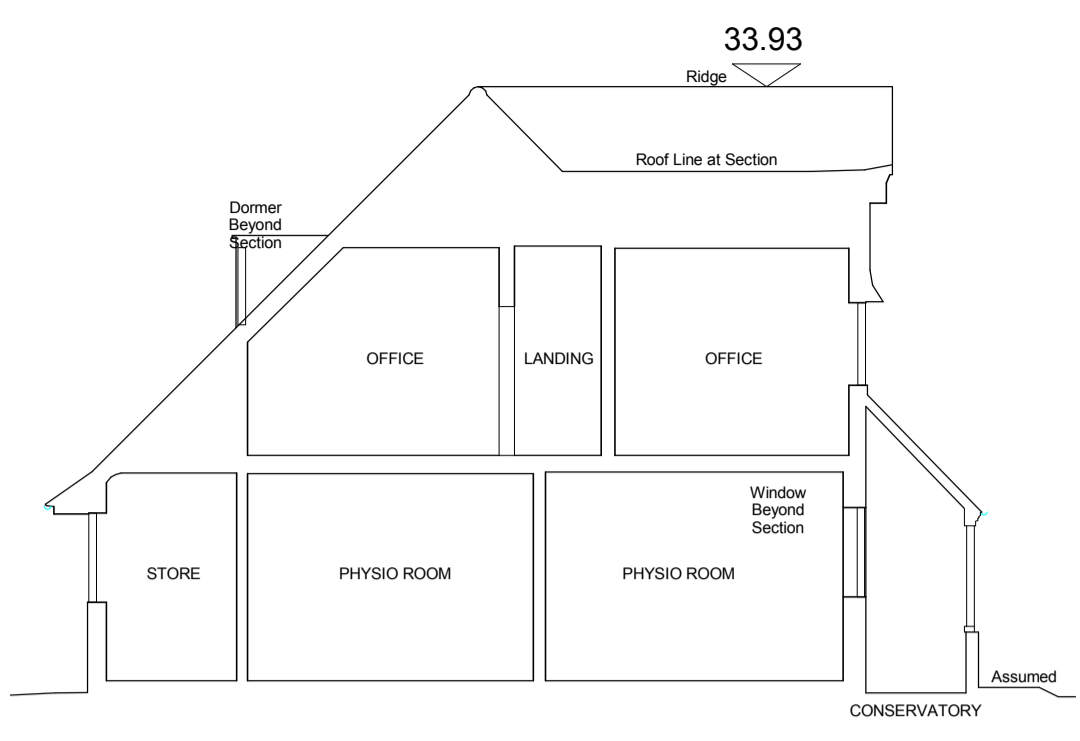 33.93
Ridge
Roof Line at Section
Dormer
Beyond
Section
OFFICE
LANDING
OFFICE
Window
Beyond
Section
STORE
PHYSIO ROOM
PHYSIO ROOM
Assumed
CONSERVATORY